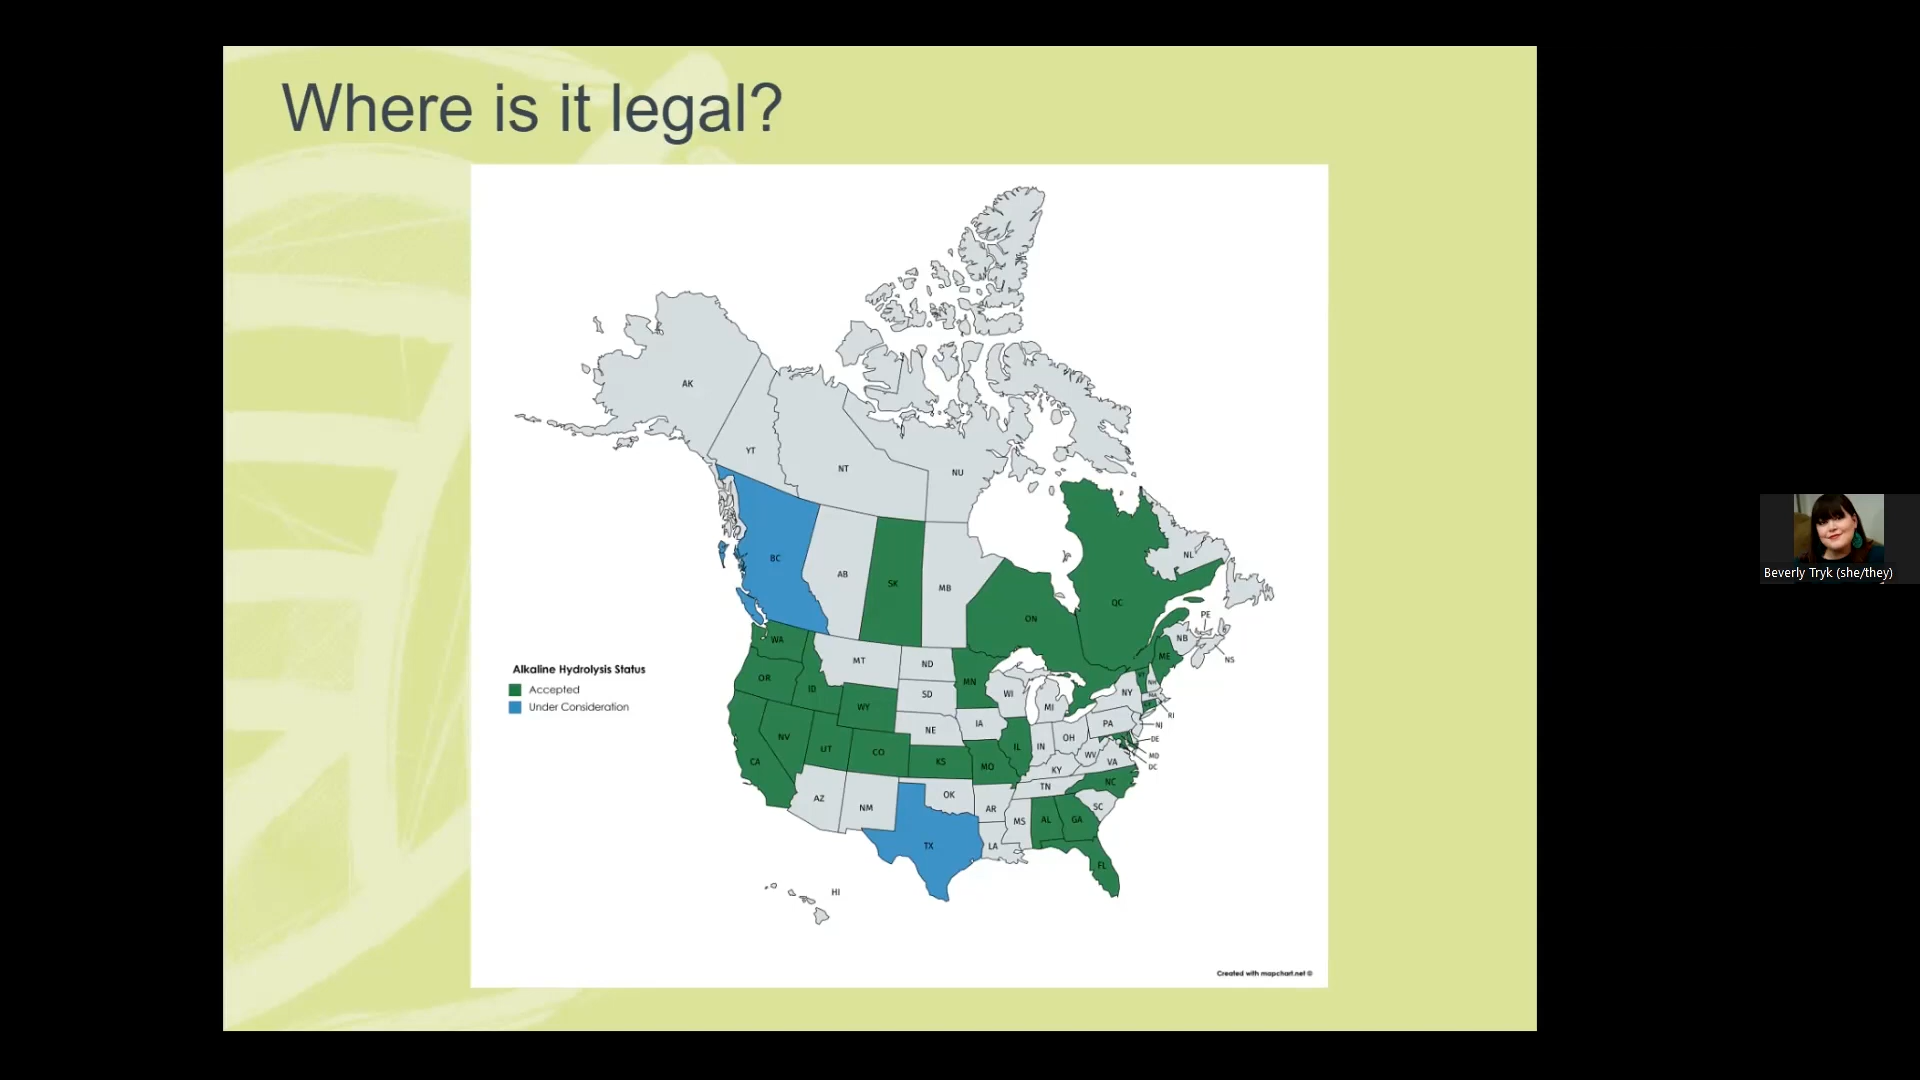 Where is it legal?
AK
YT
NT
NU
BC
AB
SK
MB
ON
QC
NL
PE
NB
NS
WA
MT
ND
MN
ME
OR
ID
WY
SD
WI
MI
NY
VT
NH
MA
RI
NV
UT
CO
NE
IA
IL
IN
OH
PA
NJ
DE
MD
DC
CA
KS
MO
KY
WV
VA
AZ
NM
OK
AR
TN
NC
SC
TX
LA
MS
AL
GA
FL
HI
Alkaline Hydrolysis Status
Accepted
Under Consideration
Created with mapchart.net ©
Beverly Tryk (she/they)